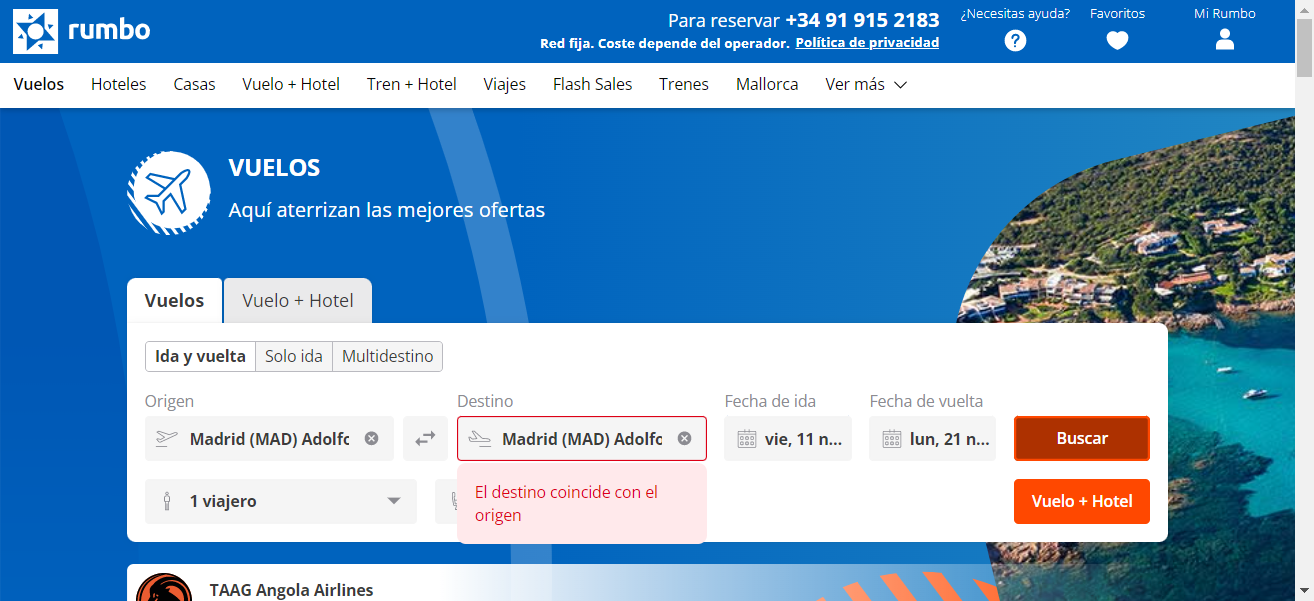 rumbo
Para reservar +34 91 915 2183
Red fija. Coste depende del operador. Política de privacidad
¿Necesitas ayuda?
Favoritos
Mi Rumbo
Vuelos Hoteles Casas Vuelo + Hotel Tren + Hotel Viajes Flash Sales Trenes Mallorca Ver más
VUELOS
Aquí aterrizan las mejores ofertas
Vuelos Vuelo + Hotel
Ida y vuelta Solo ida Multidestino
Origen Destino Fecha de ida Fecha de vuelta
Madrid (MAD) Adolfo Madrid (MAD) Adolfo vie, 11 n... lun, 21 n... Buscar
1 viajero Vuelo + Hotel
El destino coincide con el
origen
TAAG Angola Airlines